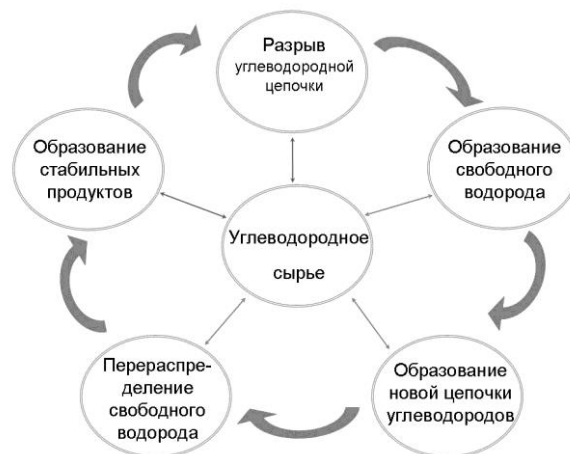 Разрыв
углеводородной
цепочки
Образование
стабильных
продуктов
Образование
свободного
водорода
Углеводородное
сырье
Перераспре-
деление
свободного
водорода
Образование
новой цепочки
углеводородов